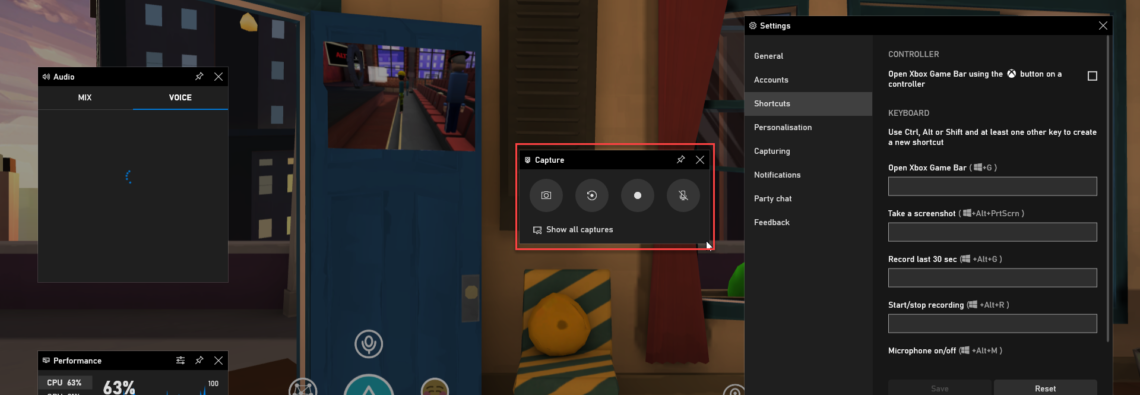 Audio
MIX
VOICE
Performance
CPU 63%
63%
100
Capture
Show all captures
Settings
General
Accounts
Shortcuts
Personalisation
Capturing
Notifications
Party chat
Feedback
CONTROLLER
Open Xbox Game Bar using the button on a
controller
KEYBOARD
Use Ctrl, Alt or Shift and at least one other key to create
a new shortcut
Open Xbox Game Bar ( +G )
Take a screenshot ( +Alt+PrtScrn )
Record last 30 sec ( +Alt+G )
Start/stop recording ( +Alt+R )
Microphone on/off ( +Alt+M )
Save
Reset